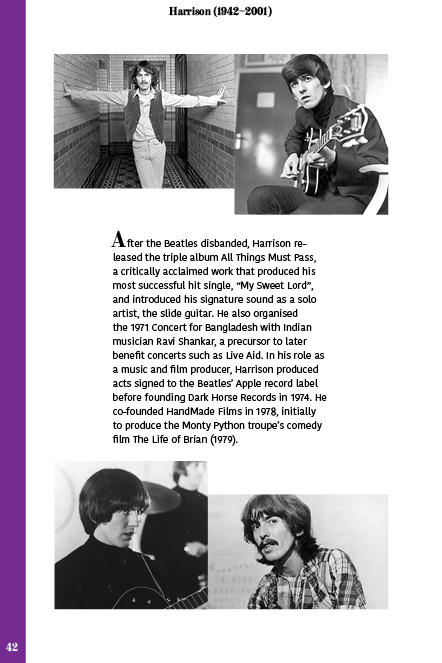 Harrison (1942–2001)
After the Beatles disbanded, Harrison re-
leased the triple album All Things Must Pass,
a critically acclaimed work that produced his
most successful hit single, “My Sweet Lord”,
and introduced his signature sound as a solo
artist, the slide guitar. He also organised
the 1971 Concert for Bangladesh with Indian
musician Ravi Shankar, a precursor to later
benefit concerts such as Live Aid. In his role as
a music and film producer, Harrison produced
acts signed to the Beatles’ Apple record label
before founding Dark Horse Records in 1974. He
co-founded HandMade Films in 1978, initially
to produce the Monty Python troupe’s comedy
film The Life of Brian (1979).
42